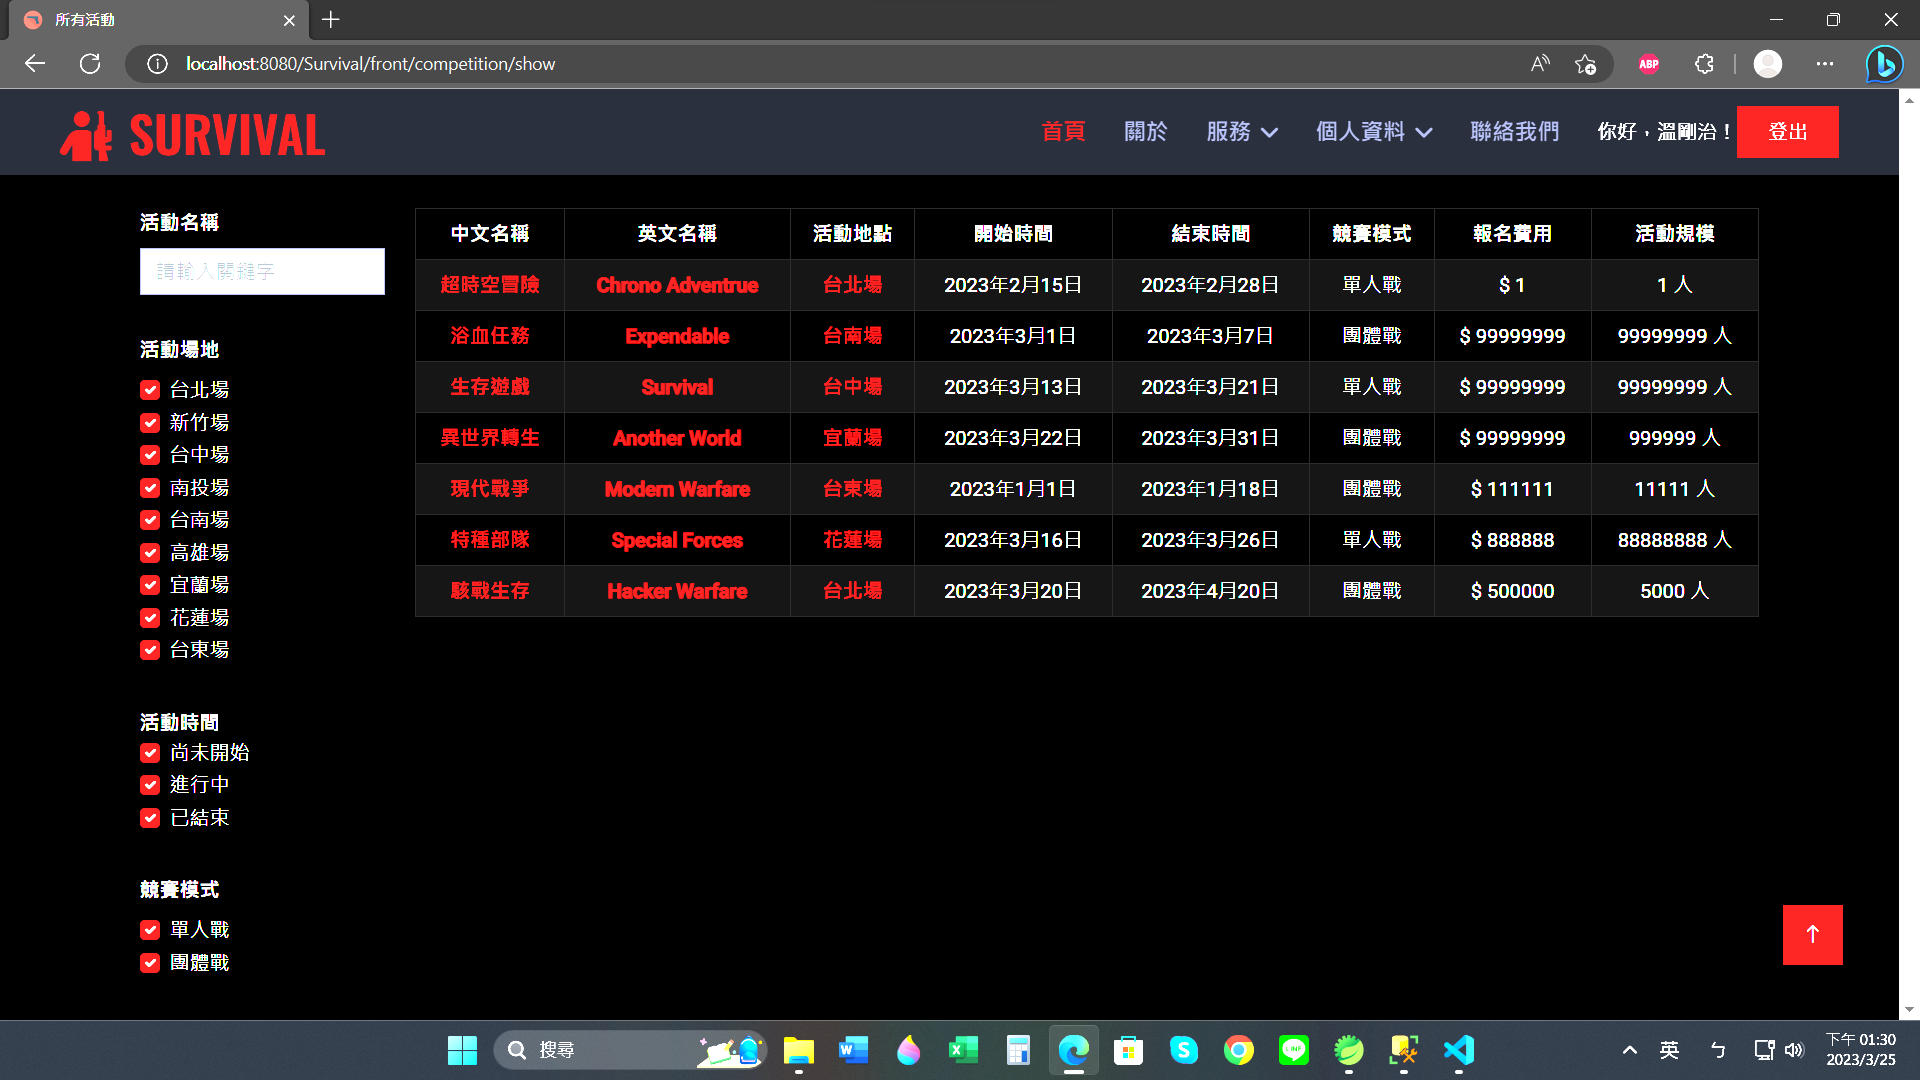 所有活動
localhost:8080/Survival/front/competition/show
ABP
SURVIVAL
首頁 關於 服務 個人資料 聯絡我們 你好，溫剛治！ 登出
活動名稱
請輸入關鍵字
活動場地
台北場
新竹場
台中場
南投場
台南場
高雄場
宜蘭場
花蓮場
台東場
活動時間
尚未開始
進行中
已結束
競賽模式
單人戰
團體戰
中文名稱 英文名稱 活動地點 開始時間 結束時間 競賽模式 報名費用 活動規模
超時空冒險 Chrono Adventrue 台北場 2023年2月15日 2023年2月28日 單人戰 $ 1 1 人
浴血任務 Expendable 台南場 2023年3月1日 2023年3月7日 團體戰 $ 99999999 99999999 人
生存遊戲 Survival 台中場 2023年3月13日 2023年3月21日 單人戰 $ 99999999 99999999 人
異世界轉生 Another World 宜蘭場 2023年3月22日 2023年3月31日 團體戰 $ 99999999 999999 人
現代戰爭 Modern Warfare 台東場 2023年1月1日 2023年1月18日 團體戰 $ 111111 11111 人
特種部隊 Special Forces 花蓮場 2023年3月16日 2023年3月26日 單人戰 $ 888888 88888888 人
駭戰生存 Hacker Warfare 台北場 2023年3月20日 2023年4月20日 團體戰 $ 500000 5000 人
搜尋
英 ㄅ
下午 01:30
2023/3/25